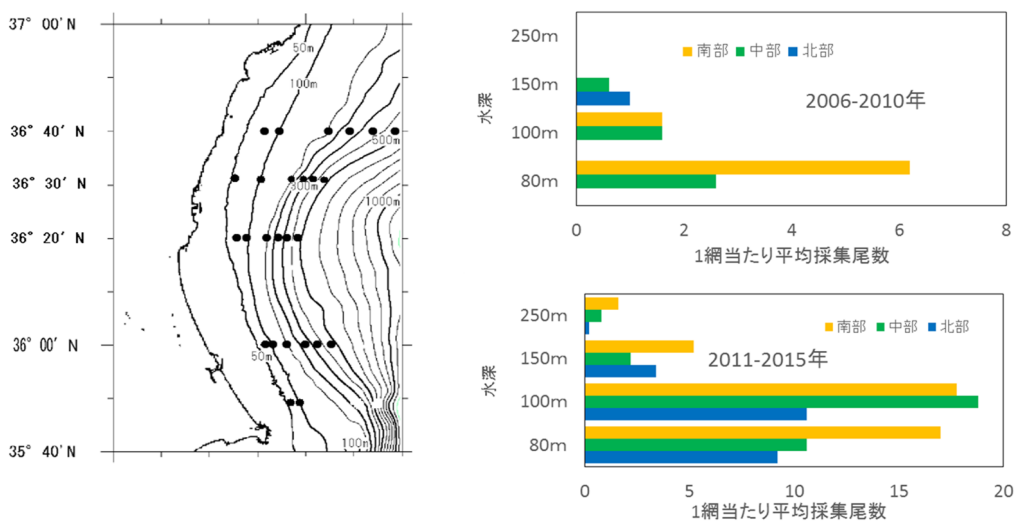 37° 00' N
50m
100m
36° 40' N
500m
36° 30' N
300m
1000m
36° 20' N
36° 00' N
50m
35° 40' N
100m
250m
南部 中部 北部
150m
2006-2010年
水深
100m
80m
0 2 4 6 8
1網当たり平均採集尾数
250m
南部 中部 北部
150m
2011-2015年
水深
100m
80m
0 5 10 15 20
1網当たり平均採集尾数